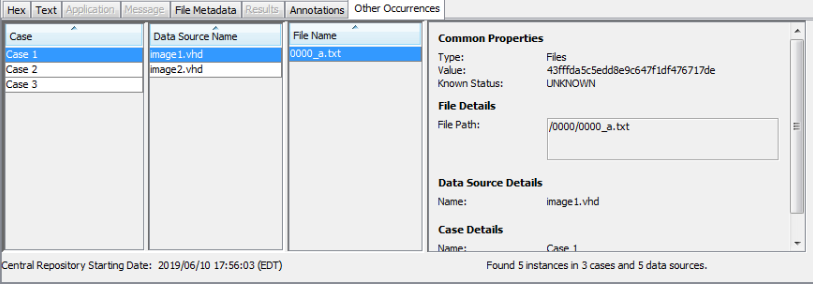 Hex Text Application Message File Metadata Results Annotations Other Occurrences
Case Data Source Name File Name
Case 1 image1.vhd 0000_a.txt
Case 2 image2.vhd
Case 3
Common Properties
Type: Files
Value: 43fffda5c5edd8e9c647f1df476717de
Known Status: UNKNOWN
File Details
File Path: /0000/0000_a.txt
Data Source Details
Name: image1.vhd
Case Details
Name: Case 1
Central Repository Starting Date: 2019/06/10 17:56:03 (EDT) Found 5 instances in 3 cases and 5 data sources.